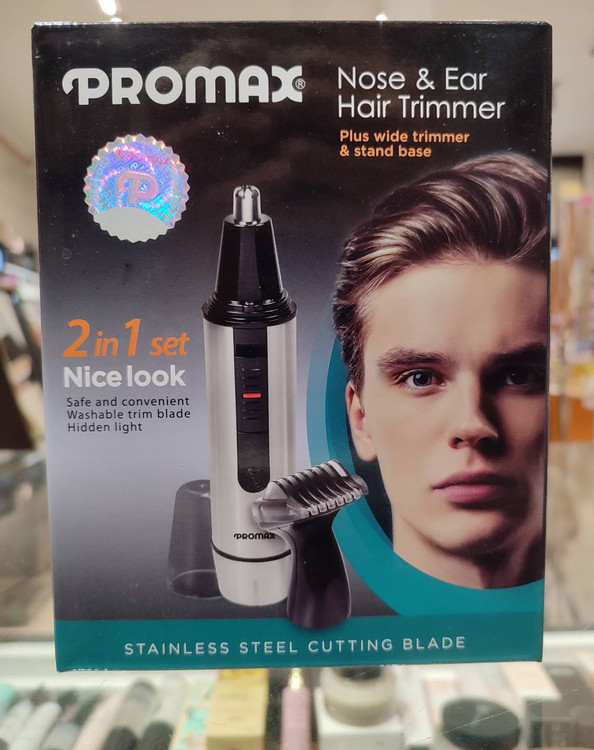 PROMAX®
Nose & Ear
Hair Trimmer
Plus wide trimmer
& stand base
2 in 1 set
Nice look
Safe and convenient
Washable trim blade
Hidden light
PROMAX
STAINLESS STEEL CUTTING BLADE